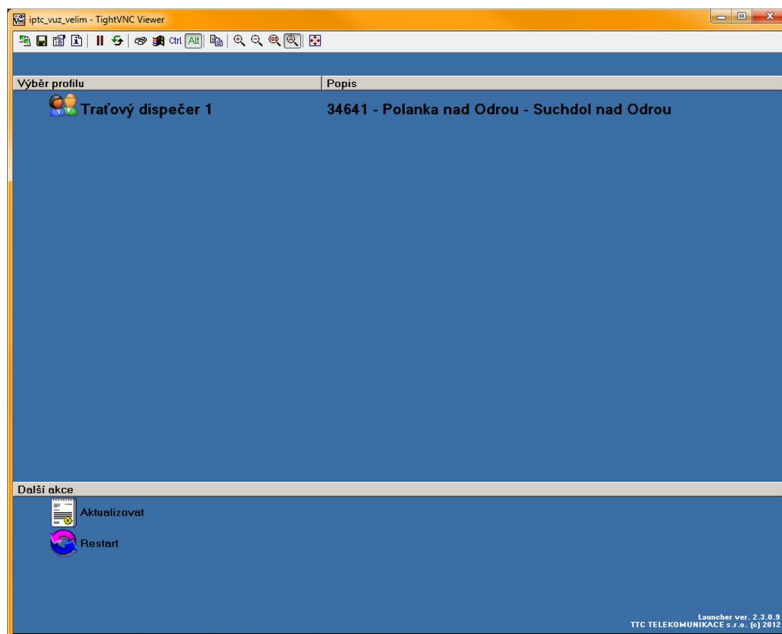 iptc_vuz_velim - TightVNC Viewer
Ctrl Alt
Výběr profilu Popis
Traťový dispečer 1 34641 - Polanka nad Odrou - Suchdol nad Odrou
Další akce
Aktualizovat
Restart
Launcher ver. 2.3.0.9
TTC TELEKOMUNIKACE s.r.o. (c) 2012